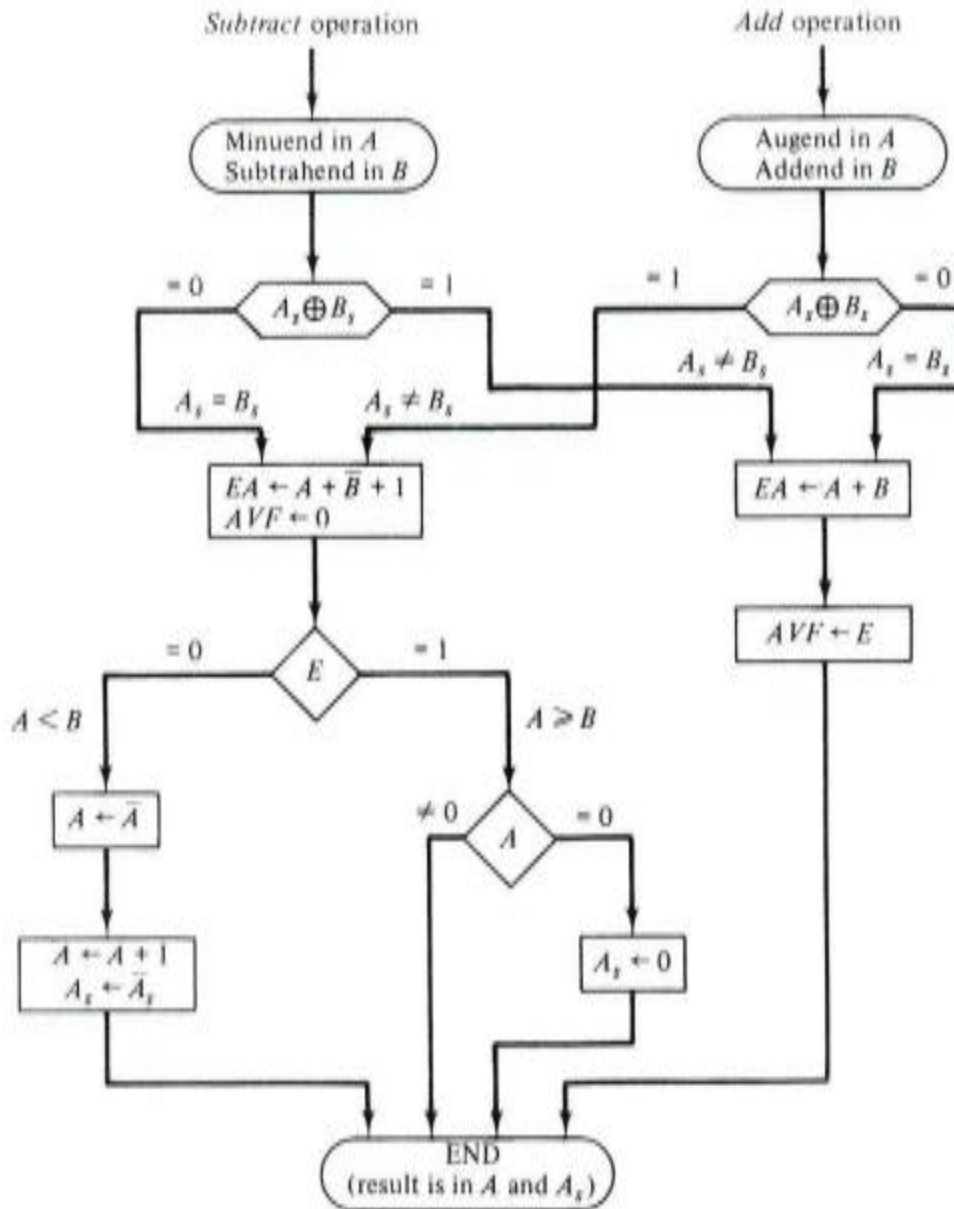 Subtract operation
Add operation
Minuend in A
Subtrahend in B
Augend in A
Addend in B
= 0
A_s ⊕ B_s
= 1
= 1
A_s ⊕ B_s
= 0
A_s = B_s
A_s ≠ B_s
A_s ≠ B_s
A_s = B_s
EA ← A + B̅ + 1
AVF ← 0
EA ← A + B
AVF ← E
= 0
E
= 1
A < B
A ⩾ B
A ← A̅
≠ 0
A
= 0
A ← A + 1
A_s ← A̅_s
A_s ← 0
END
(result is in A and A_s)